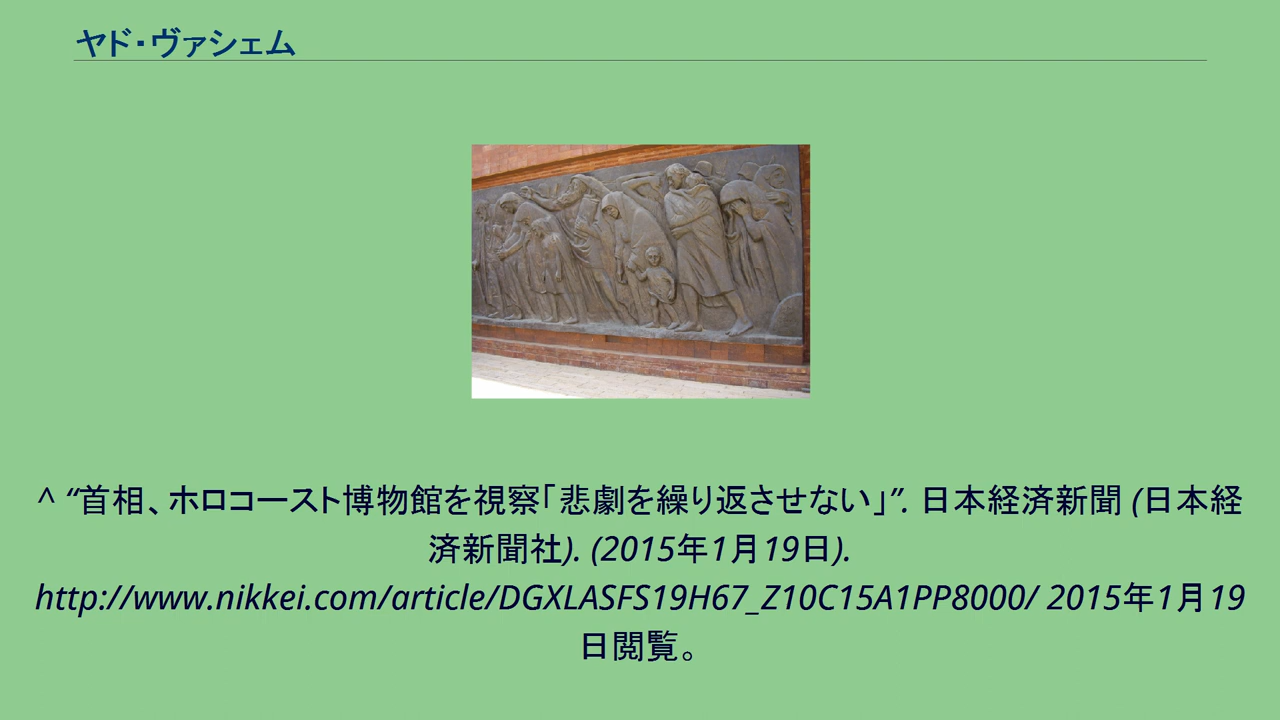 ヤド・ヴァシェム
^ “首相、ホロコースト博物館を視察「悲劇を繰り返させない」”. 日本経済新聞 (日本経
済新聞社). (2015年1月19日).
http://www.nikkei.com/article/DGXLASFS19H67_Z10C15A1PP8000/ 2015年1月19
日閲覧。